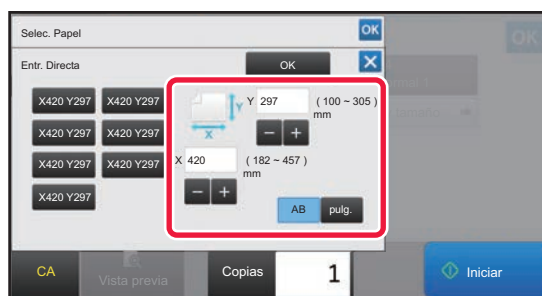 Selec. Papel
OK
OK
Entr. Directa
OK
X420 Y297
X420 Y297
X420 Y297
X420 Y297
X420 Y297
X420 Y297
X420 Y297
Y
X
Y 297 ( 100 ~ 305 )
mm
X 420 ( 182 ~ 457 )
mm
AB
pulg.
CA
Vista previa
Copias
1
Iniciar